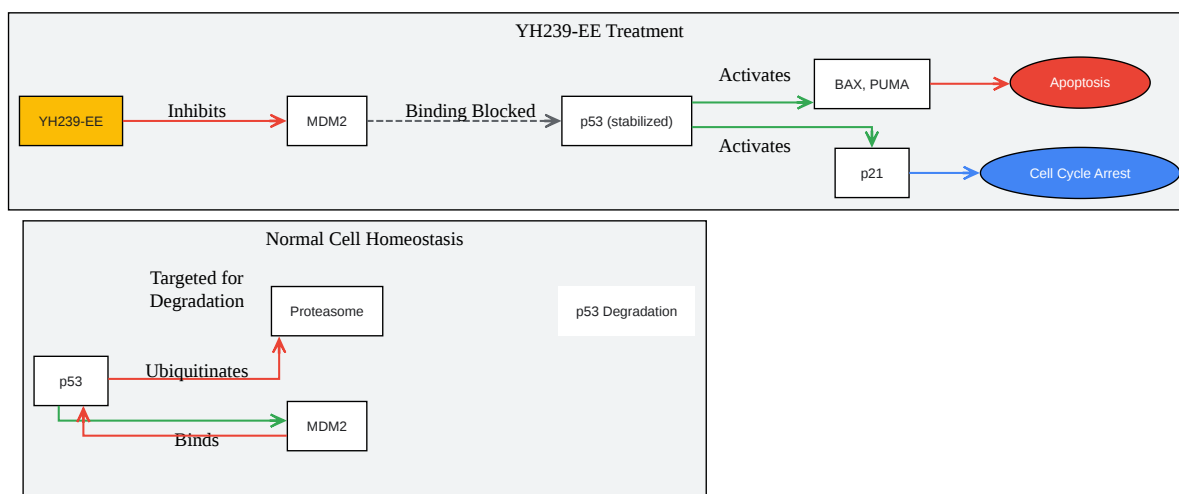 YH239-EE Treatment
Activates
BAX, PUMA
Apoptosis
YH239-EE
Inhibits
MDM2
Binding Blocked
p53 (stabilized)
Activates
p21
Cell Cycle Arrest
Normal Cell Homeostasis
Targeted for
Degradation
Proteasome
p53 Degradation
p53
Ubiquitinates
MDM2
Binds